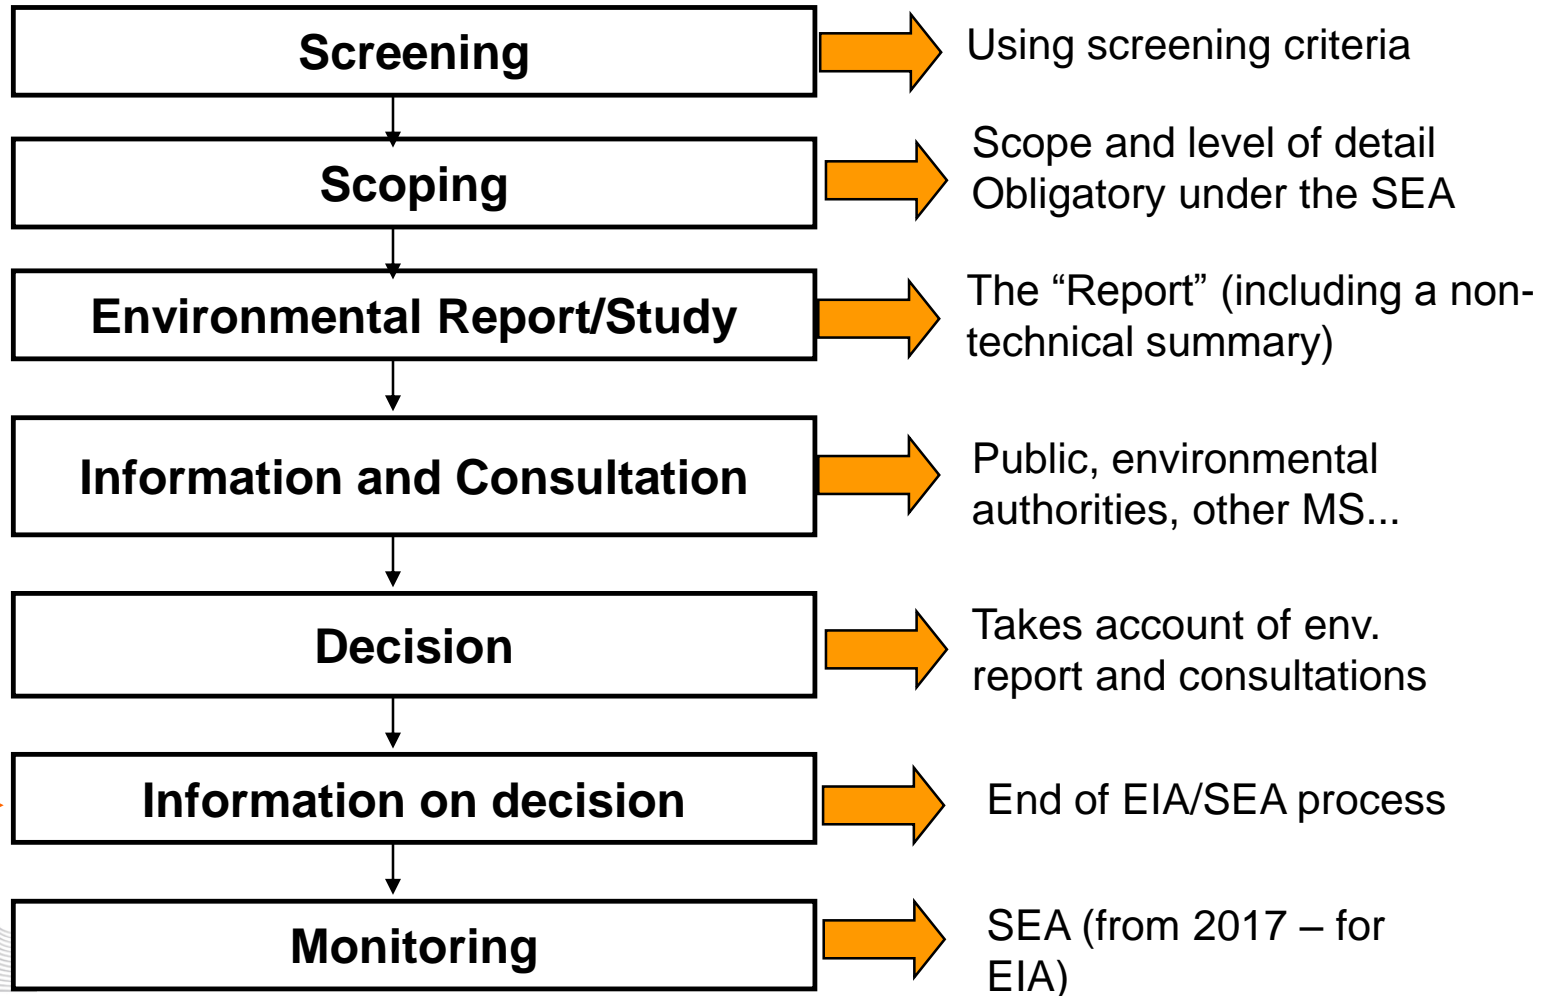 Screening
Using screening criteria
Scoping
Scope and level of detail
Obligatory under the SEA
Environmental Report/Study
The “Report” (including a non-
technical summary)
Information and Consultation
Public, environmental
authorities, other MS...
Decision
Takes account of env.
report and consultations
Information on decision
End of EIA/SEA process
Monitoring
SEA (from 2017 – for
EIA)